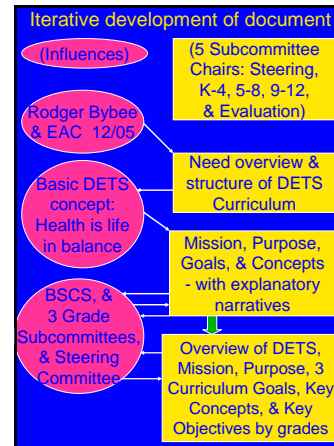 Iterative development of document
(Influences)
(5 Subcommittee
Chairs: Steering,
K-4, 5-8, 9-12,
& Evaluation)
Rodger Bybee
& EAC 12/05
Need overview &
structure of DETS
Curriculum
Basic DETS
concept:
Health is life
in balance
Mission, Purpose,
Goals, & Concepts
- with explanatory
narratives
BSCS, &
3 Grade
Subcommittees,
& Steering
Committee
Overview of DETS,
Mission, Purpose, 3
Curriculum Goals, Key
Concepts, & Key
Objectives by grades